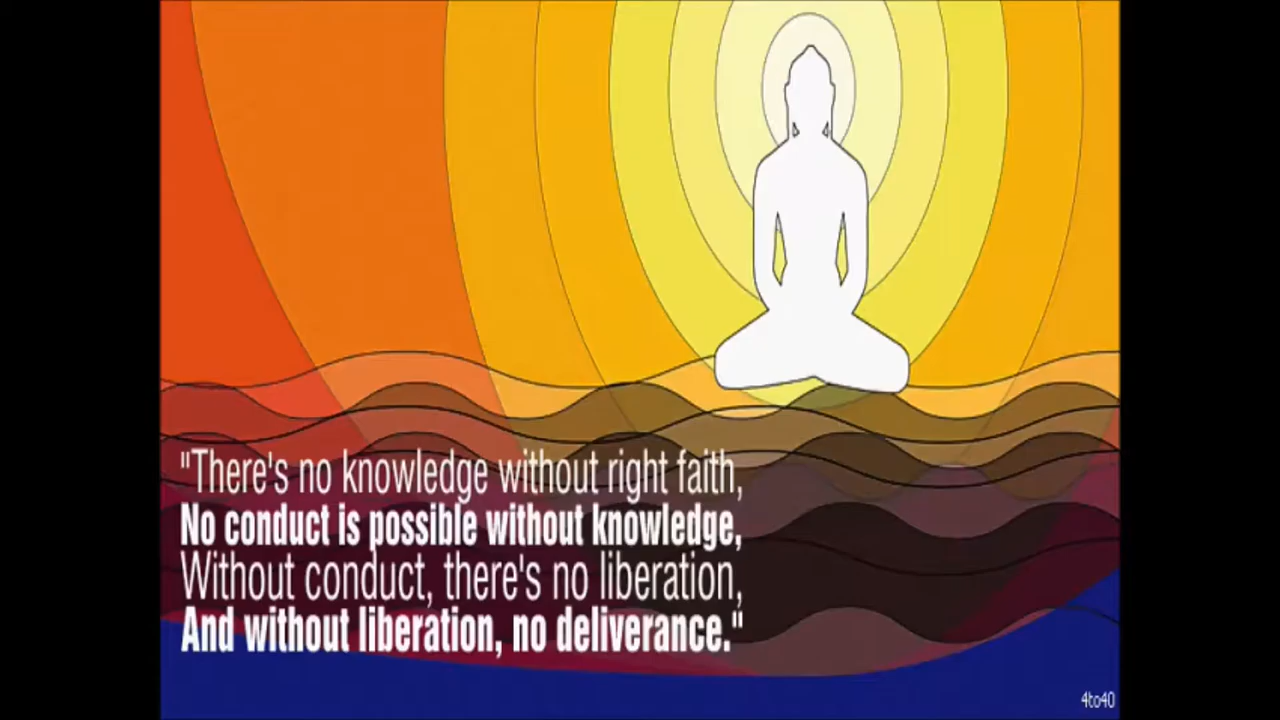 "There's no knowledge without right faith,
No conduct is possible without knowledge,
Without conduct, there's no liberation,
And without liberation, no deliverance."
4to40